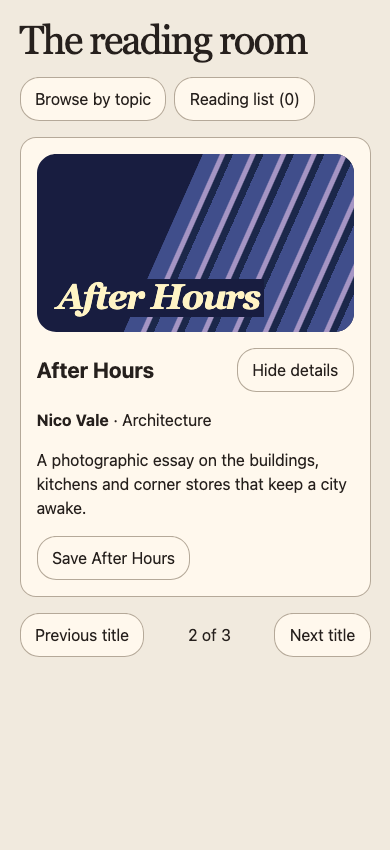 The reading room
Browse by topic
Reading list (0)
After Hours
After Hours
Hide details
Nico Vale · Architecture
A photographic essay on the buildings,
kitchens and corner stores that keep a city
awake.
Save After Hours
Previous title
2 of 3
Next title